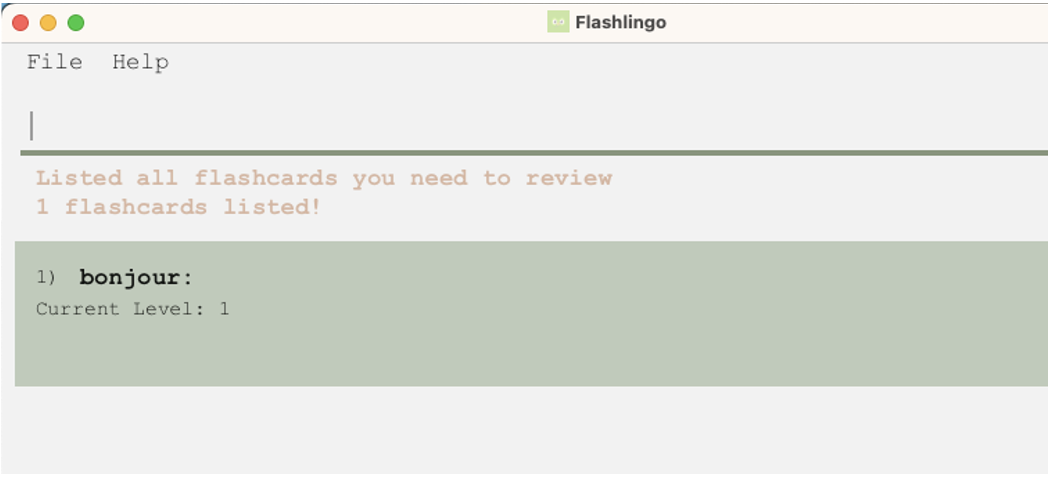 Flashlingo
File Help
Listed all flashcards you need to review
1 flashcards listed!
1) bonjour:
Current Level: 1